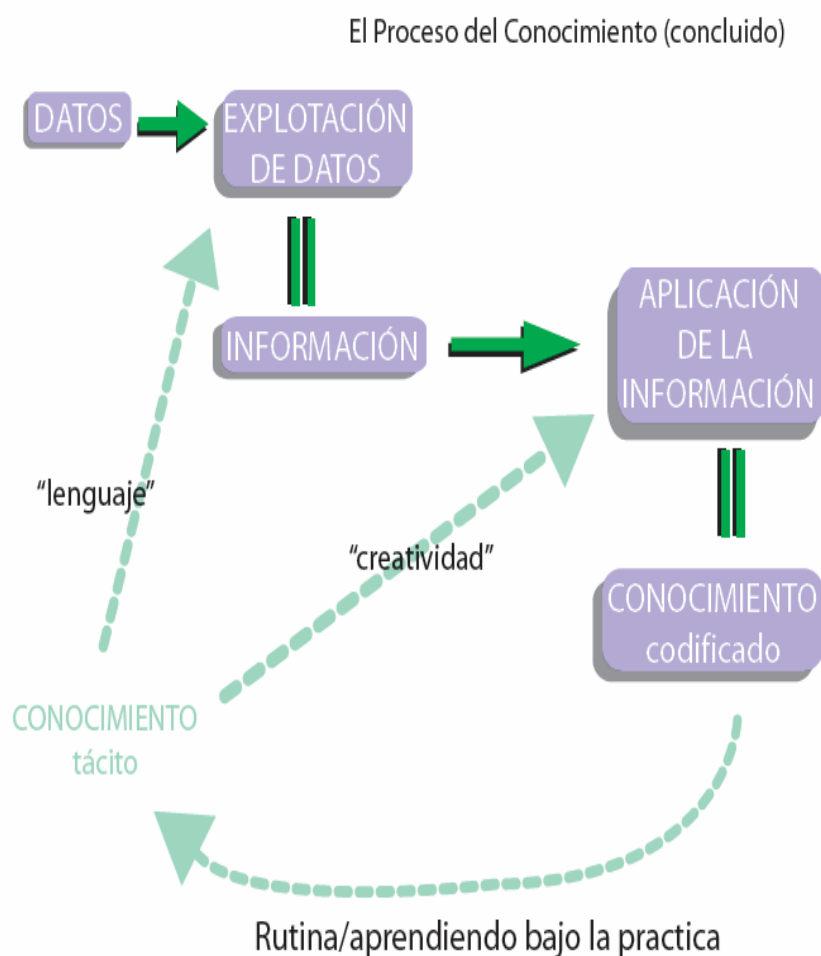 El Proceso del Conocimiento (concluido)
DATOS
EXPLOTACIÓN
DE DATOS
INFORMACIÓN
APLICACIÓN
DE LA
INFORMACIÓN
“lenguaje”
“creatividad”
CONOCIMIENTO
codificado
CONOCIMIENTO
tácito
Rutina/aprendiendo bajo la practica